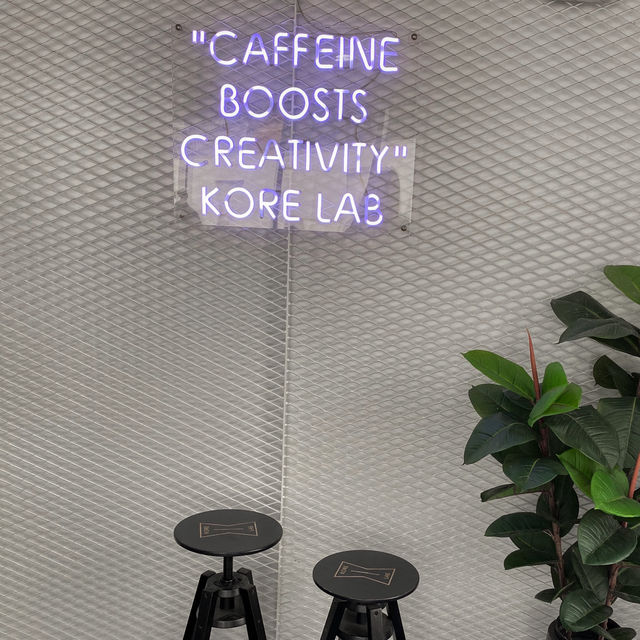 "CAFFEINE
BOOSTS
CREATIVITY"
KORE LAB